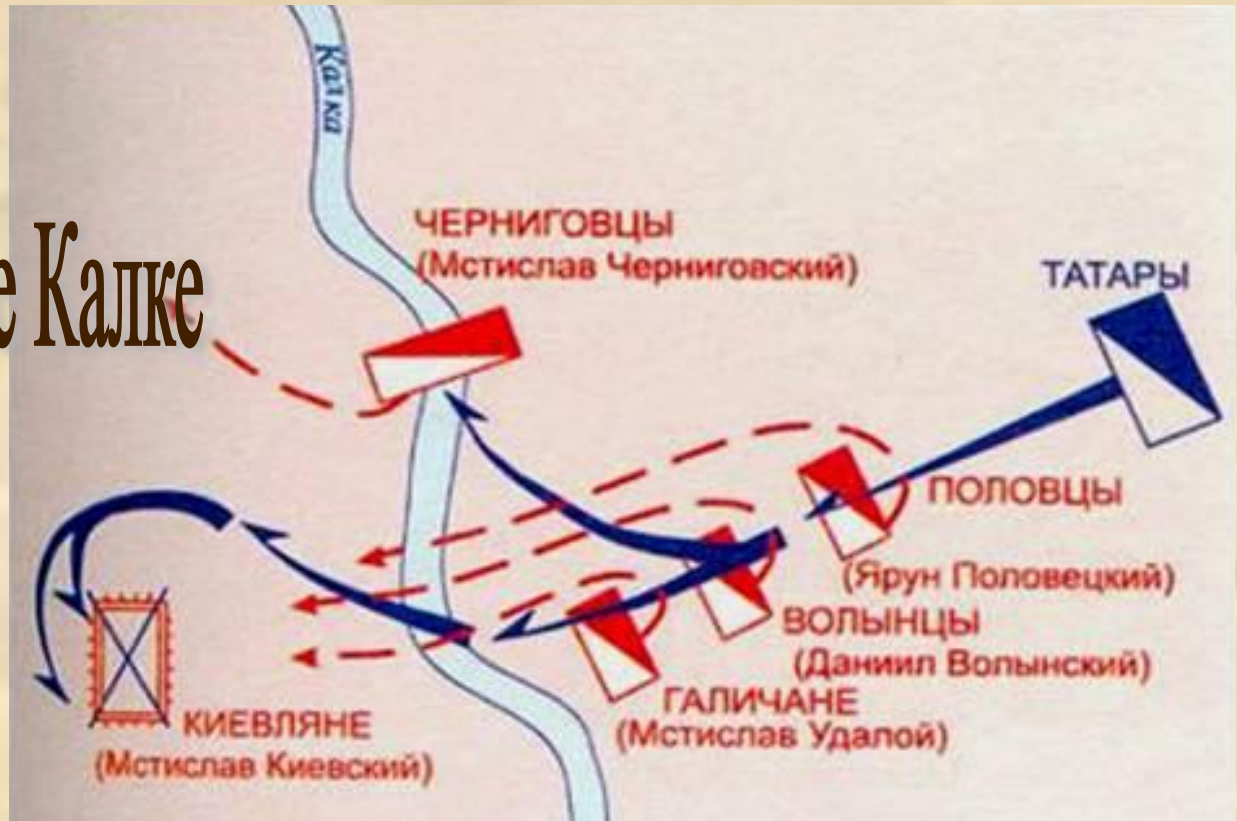 Калка
ЧЕРНИГОВЦЫ
(Мстислав Черниговский)
ТАТАРЫ
е Калке
ПОЛОВЦЫ
(Ярун Половецкий)
ВОЛЫНЦЫ
(Даниил Волынский)
ГАЛИЧАНЕ
(Мстислав Удалой)
КИЕВЛЯНЕ
(Мстислав Киевский)